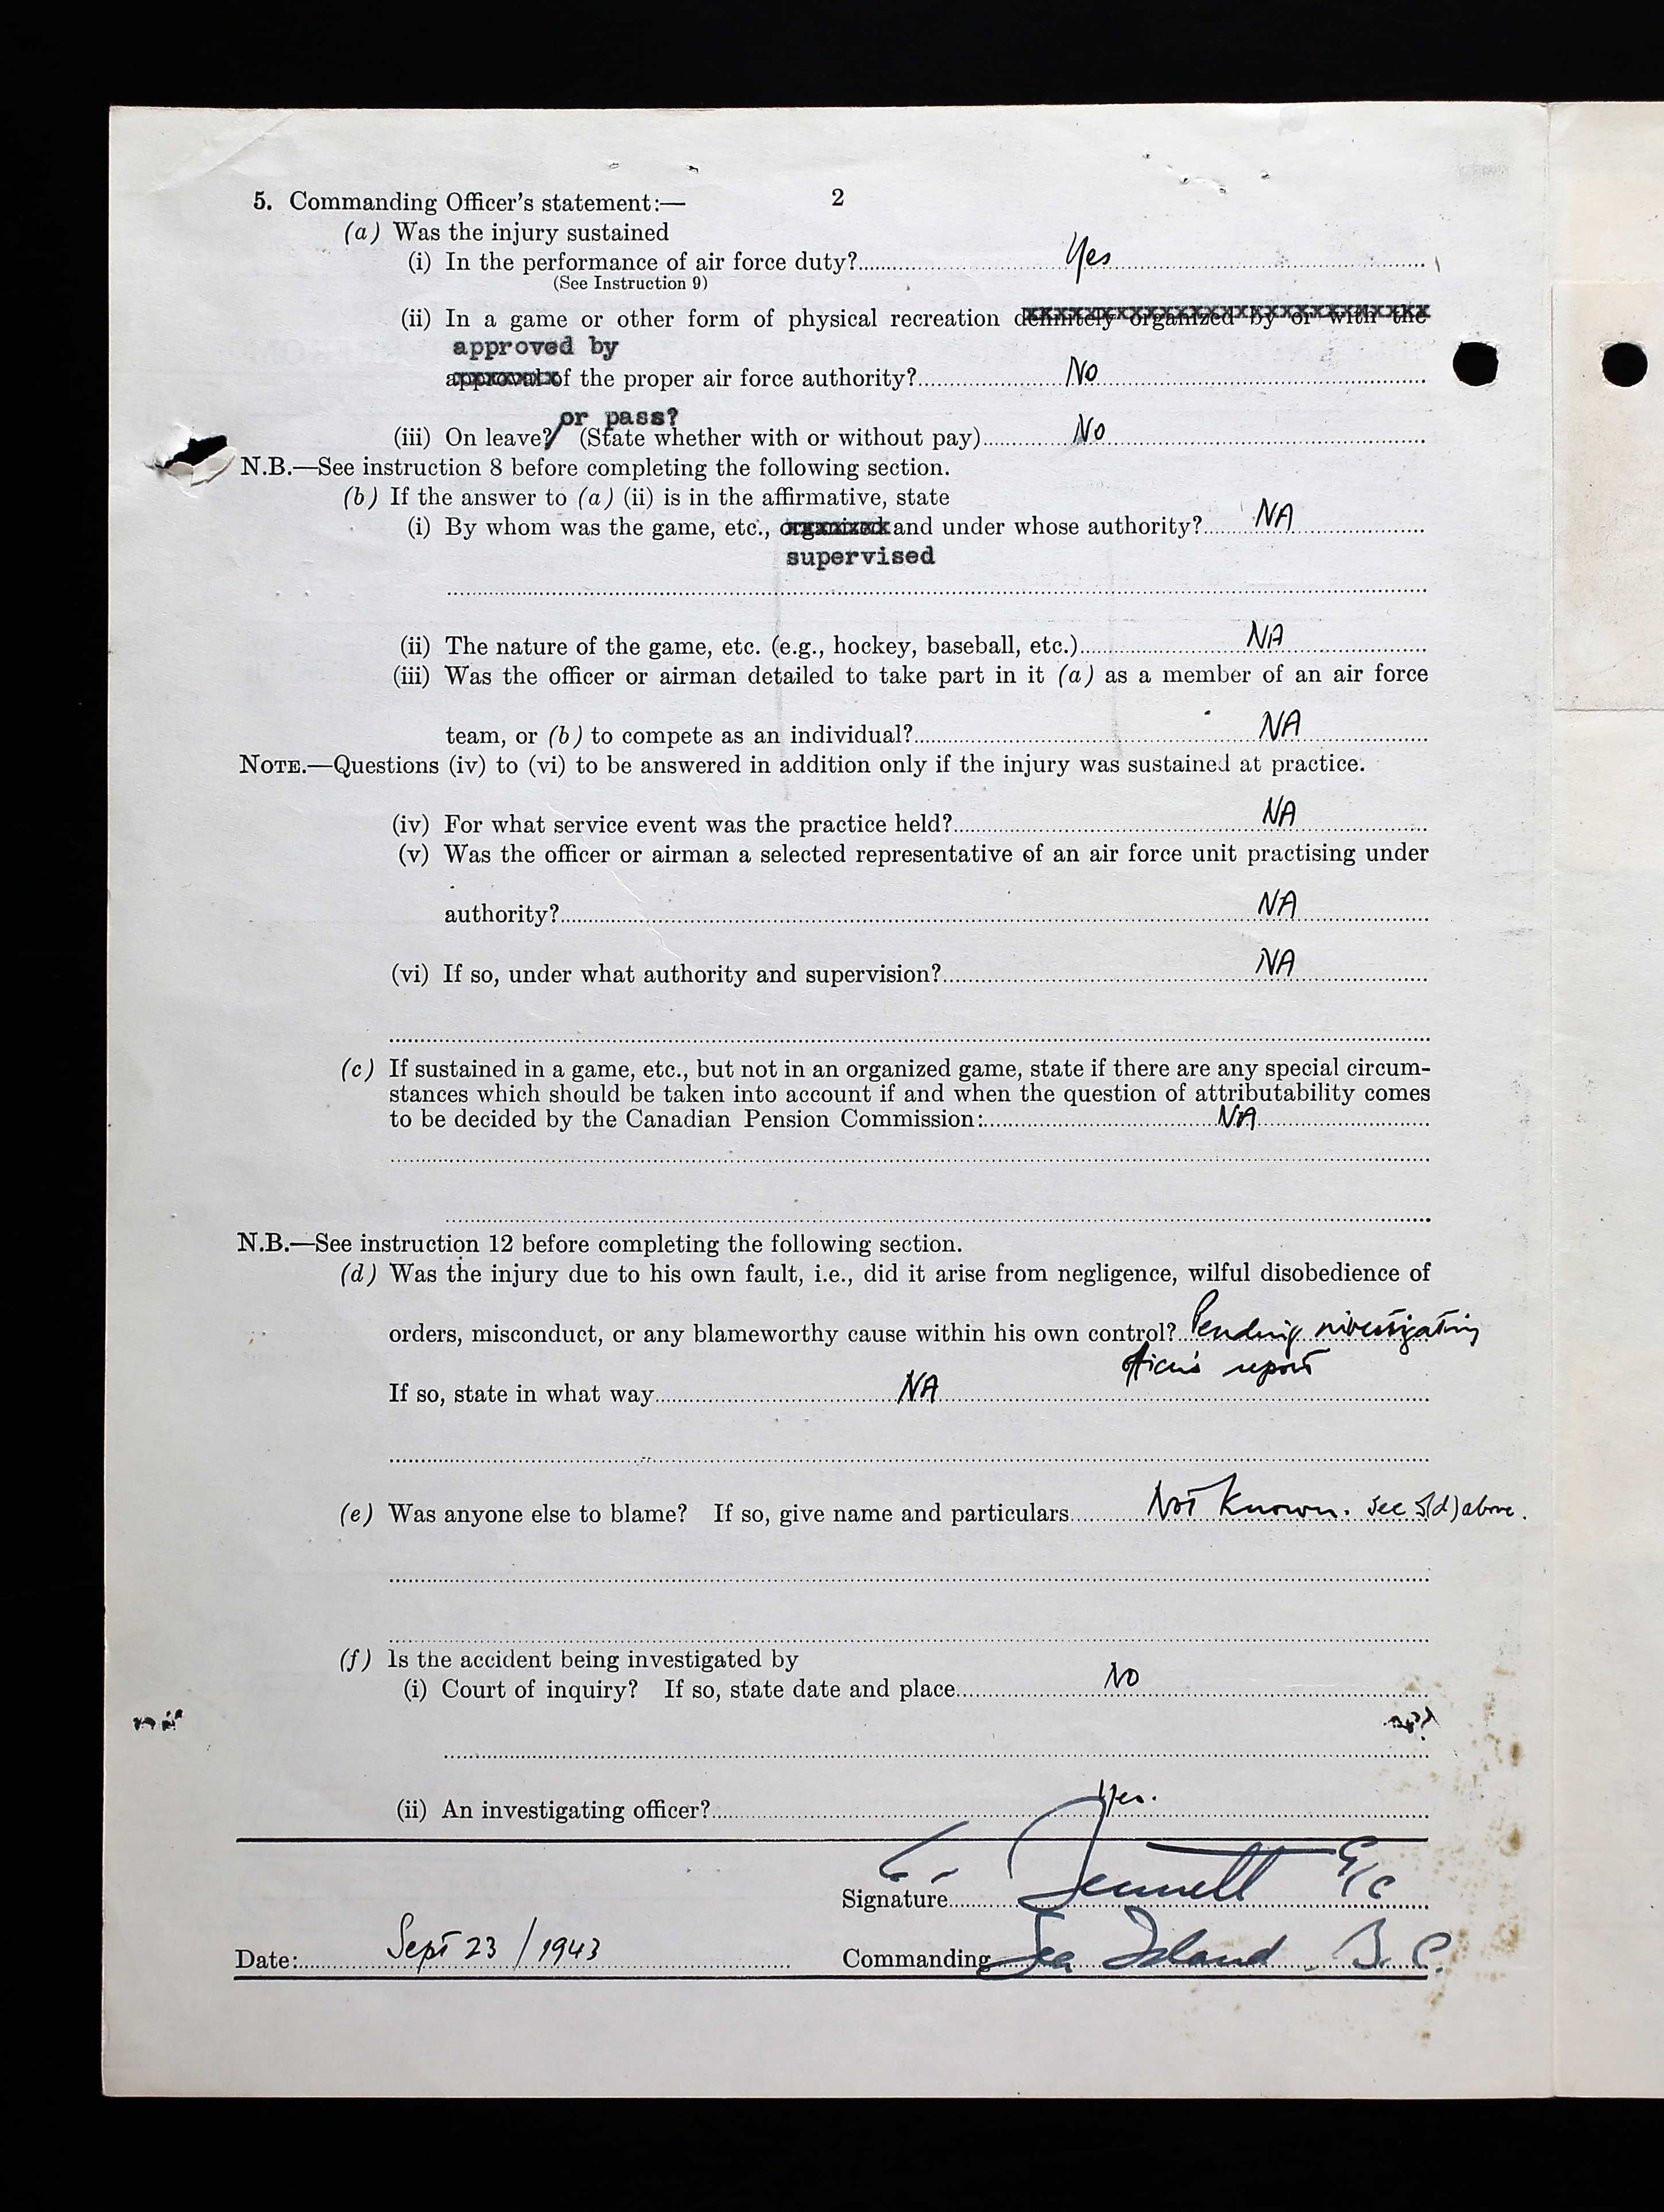 2
5. Commanding Officer's statement:—
(a) Was the injury sustained
(i) In the performance of air force duty? Yes
(See Instruction 9)
(ii) In a game or other form of physical recreation definitely organized by or with the
approved by
approval of the proper air force authority? No
or pass?
(iii) On leave?/ (State whether with or without pay) No
N.B.—See instruction 8 before completing the following section.
(b) If the answer to (a) (ii) is in the affirmative, state
(i) By whom was the game, etc., organized and under whose authority? NA
supervised
(ii) The nature of the game, etc. (e.g., hockey, baseball, etc.) NA
(iii) Was the officer or airman detailed to take part in it (a) as a member of an air force
team, or (b) to compete as an individual? NA
NOTE.—Questions (iv) to (vi) to be answered in addition only if the injury was sustained at practice.
(iv) For what service event was the practice held? NA
(v) Was the officer or airman a selected representative of an air force unit practising under
authority? NA
(vi) If so, under what authority and supervision? NA
(c) If sustained in a game, etc., but not in an organized game, state if there are any special circum-
stances which should be taken into account if and when the question of attributability comes
to be decided by the Canadian Pension Commission: NA
N.B.—See instruction 12 before completing the following section.
(d) Was the injury due to his own fault, i.e., did it arise from negligence, wilful disobedience of
orders, misconduct, or any blameworthy cause within his own control? Pending investigating
officer's report
If so, state in what way NA
(e) Was anyone else to blame? If so, give name and particulars Not Known. See 5(d) above.
(f) Is the accident being investigated by
(i) Court of inquiry? If so, state date and place No
(ii) An investigating officer? Yes.
Signature G/C
Date: Sept 23/1943 Commanding Sea Island B.C.